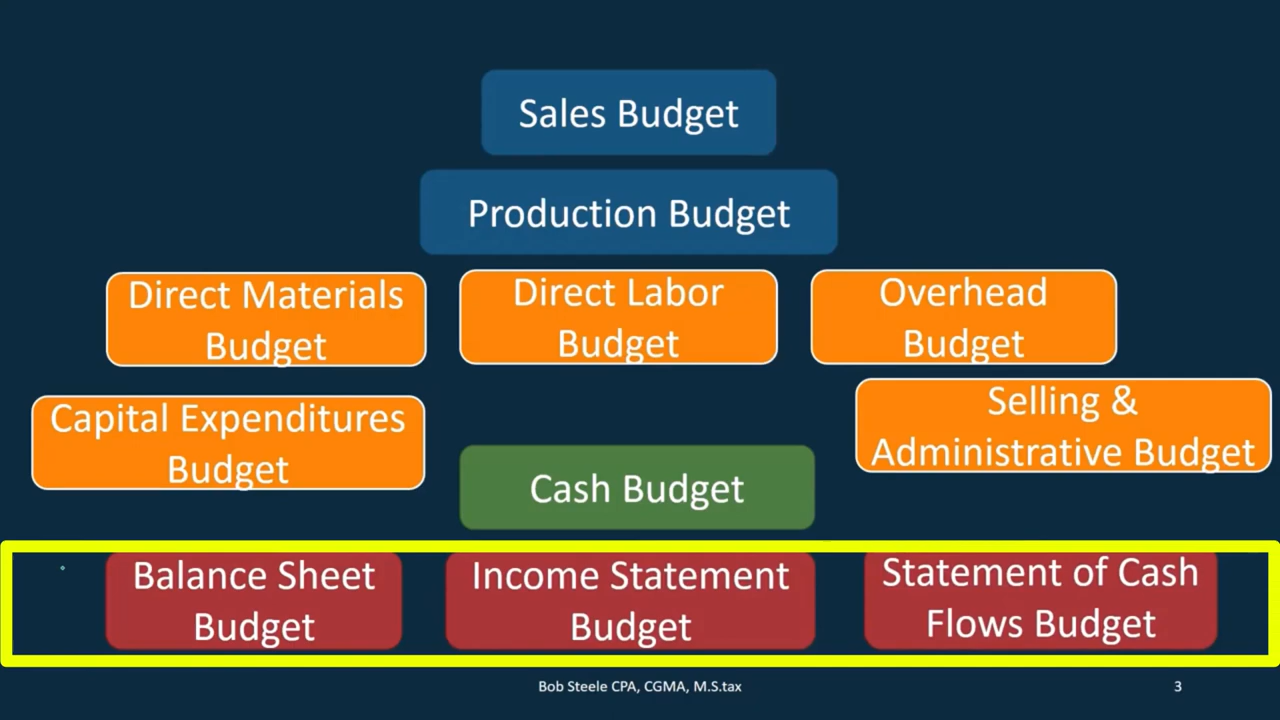 Sales Budget
Production Budget
Direct Materials
Budget
Direct Labor
Budget
Overhead
Budget
Capital Expenditures
Budget
Selling &
Administrative Budget
Cash Budget
Balance Sheet
Budget
Income Statement
Budget
Statement of Cash
Flows Budget
Bob Steele CPA, CGMA, M.S.tax
3